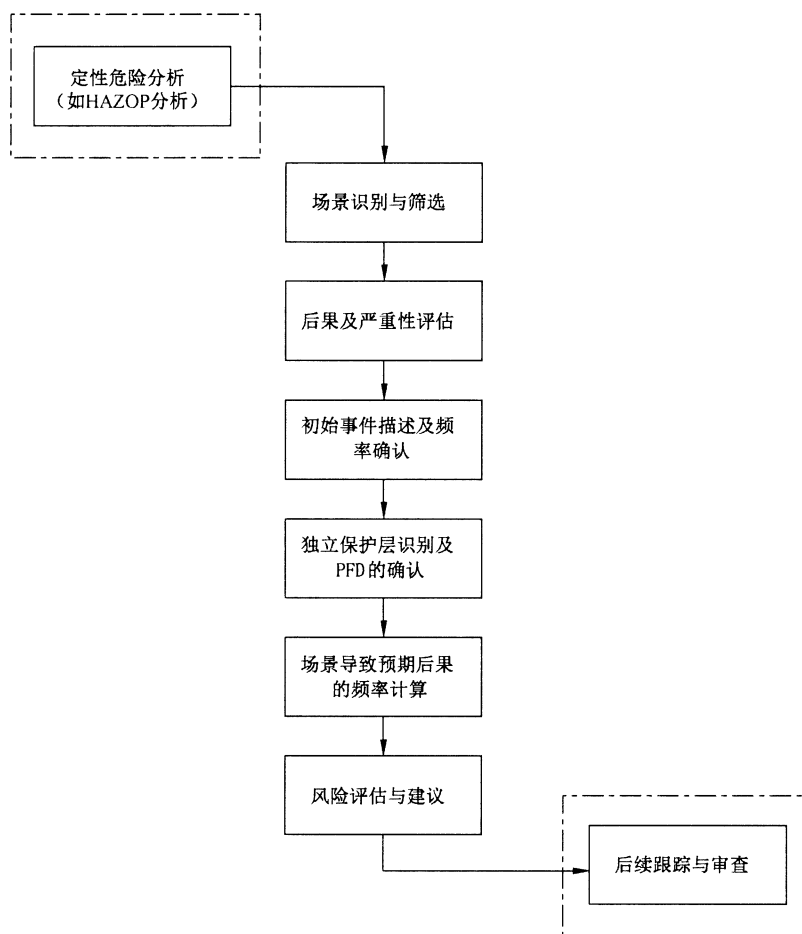 定性危险分析
（如HAZOP分析）
场景识别与筛选
后果及严重性评估
初始事件描述及频
率确认
独立保护层识别及
PFD的确认
场景导致预期后果
的频率计算
风险评估与建议
后续跟踪与审查